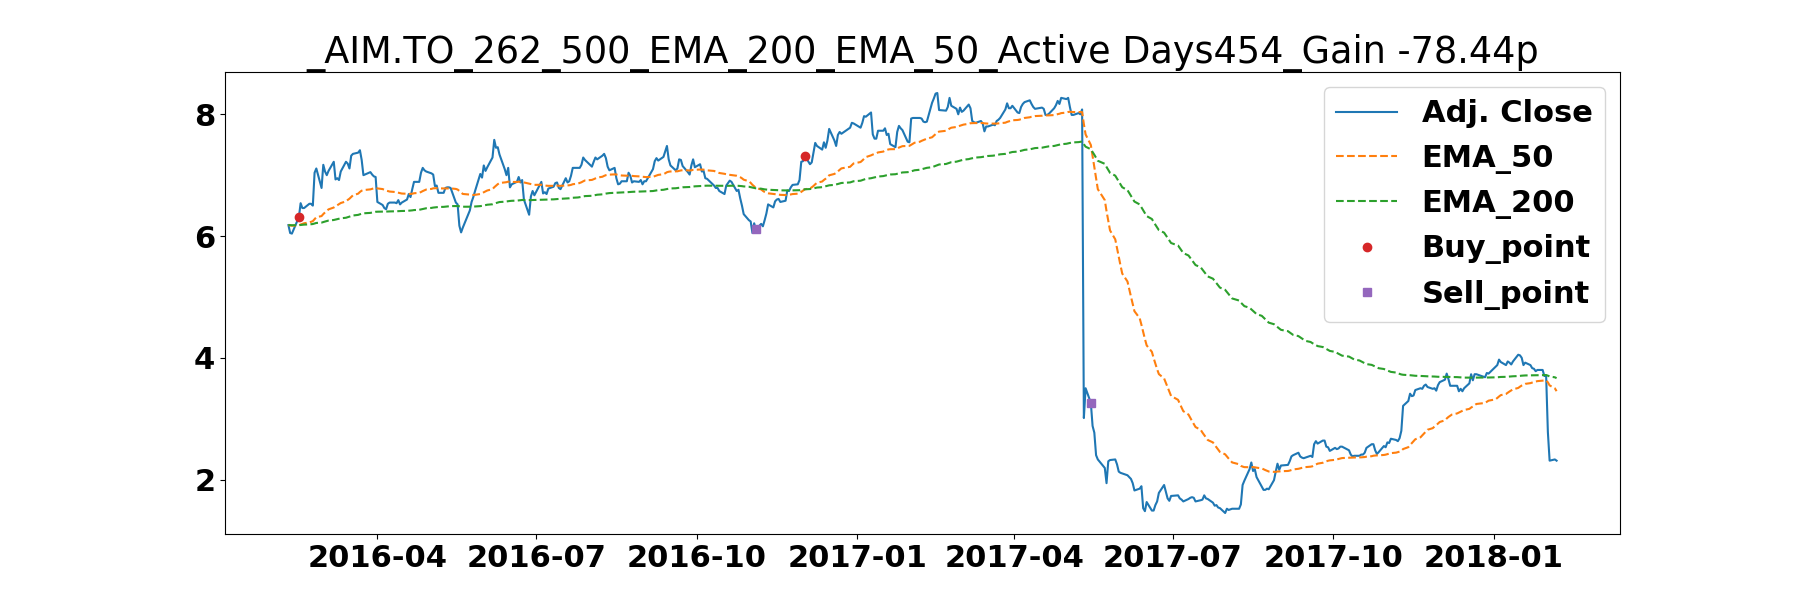 _AIM.TO_262_500_EMA_200_EMA_50_Active Days454_Gain -78.44p
8
6
4
2
Adj. Close
EMA_50
EMA_200
Buy_point
Sell_point
2016-04 2016-07 2016-10 2017-01 2017-04 2017-07 2017-10 2018-01